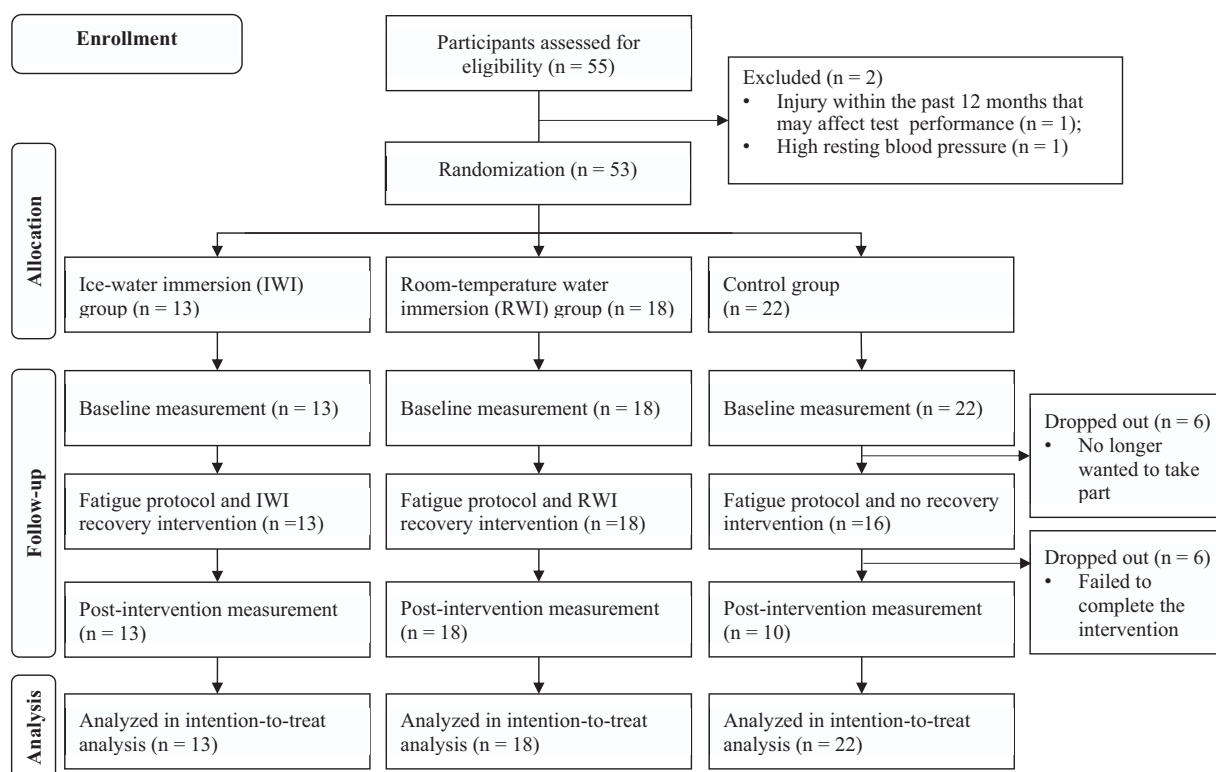 Enrollment
Participants assessed for
eligibility (n = 55)
Excluded (n = 2)
• Injury within the past 12 months that
may affect test performance (n = 1);
• High resting blood pressure (n = 1)
Allocation
Randomization (n = 53)
Ice-water immersion (IWI)
group (n = 13)
Room-temperature water
immersion (RWI) group (n = 18)
Control group
(n = 22)
Follow-up
Baseline measurement (n = 13)
Baseline measurement (n = 18)
Baseline measurement (n = 22)
Dropped out (n = 6)
• No longer
wanted to take
part
Fatigue protocol and IWI
recovery intervention (n =13)
Fatigue protocol and RWI
recovery intervention (n =18)
Fatigue protocol and no recovery
intervention (n =16)
Dropped out (n = 6)
• Failed to
complete the
intervention
Post-intervention measurement
(n = 13)
Post-intervention measurement
(n = 18)
Post-intervention measurement
(n = 10)
Analysis
Analyzed in intention-to-treat
analysis (n = 13)
Analyzed in intention-to-treat
analysis (n = 18)
Analyzed in intention-to-treat
analysis (n = 22)